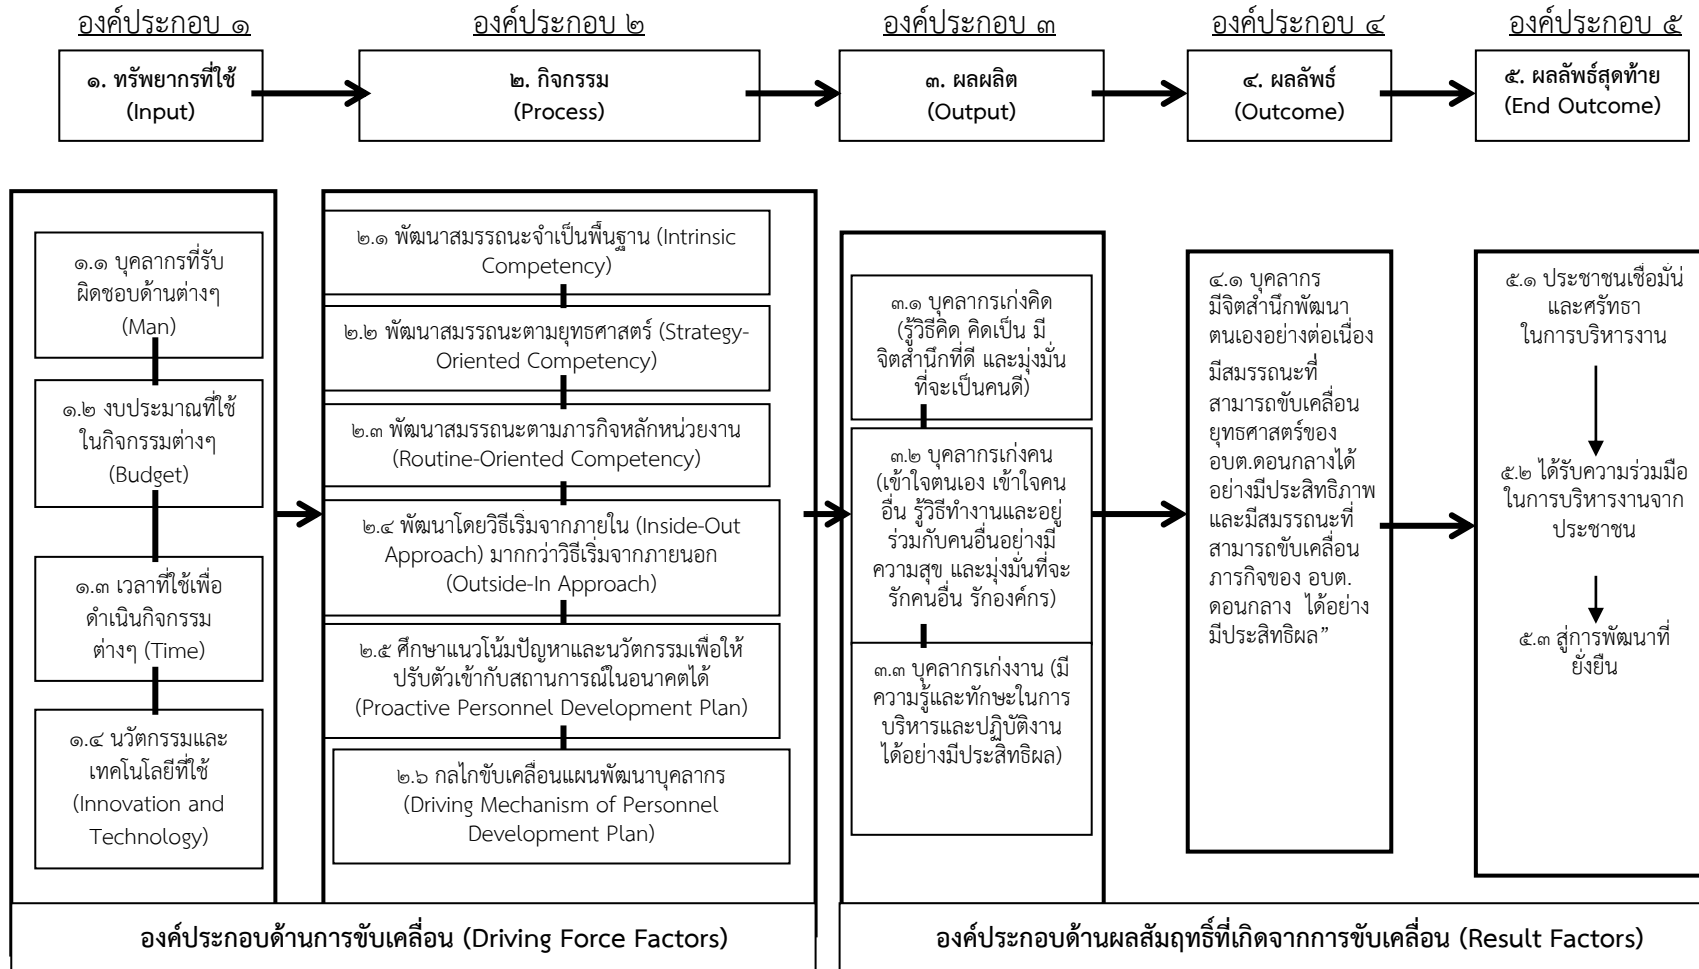 องค์ประกอบ ๑
องค์ประกอบ ๒
องค์ประกอบ ๓
องค์ประกอบ ๔
องค์ประกอบ ๕
๑. ทรัพยากรที่ใช้
(Input)
๒. กิจกรรม
(Process)
๓. ผลผลิต
(Output)
๔. ผลลัพธ์
(Outcome)
๕. ผลลัพธ์สุดท้าย
(End Outcome)
๑.๑ บุคลากรที่รับ
ผิดชอบด้านต่างๆ
(Man)
๑.๒ งบประมาณที่ใช้
ในกิจกรรมต่างๆ
(Budget)
๑.๓ เวลาที่ใช้เพื่อ
ดำเนินกิจกรรม
ต่างๆ (Time)
๑.๔ นวัตกรรมและ
เทคโนโลยีที่ใช้
(Innovation and
Technology)
๒.๑ พัฒนาสมรรถนะจำเป็นพื้นฐาน (Intrinsic
Competency)
๒.๒ พัฒนาสมรรถนะตามยุทธศาสตร์ (Strategy-
Oriented Competency)
๒.๓ พัฒนาสมรรถนะตามภารกิจหลักหน่วยงาน
(Routine-Oriented Competency)
๒.๔ พัฒนาโดยวิธีเริ่มจากภายใน (Inside-Out
Approach) มากกว่าวิธีเริ่มจากภายนอก
(Outside-In Approach)
๒.๕ ศึกษาแนวโน้มปัญหาและนวัตกรรมเพื่อให้
ปรับตัวเข้ากับสถานการณ์ในอนาคตได้
(Proactive Personnel Development Plan)
๒.๖ กลไกขับเคลื่อนแผนพัฒนาบุคลากร
(Driving Mechanism of Personnel
Development Plan)
๓.๑ บุคลากรเก่งคิด
(รู้วิธีคิด คิดเป็น มี
จิตสำนึกที่ดี และมุ่งมั่น
ที่จะเป็นคนดี)
๓.๒ บุคลากรเก่งคน
(เข้าใจตนเอง เข้าใจคน
อื่น รู้วิธีทำงานและอยู่
ร่วมกับคนอื่นอย่างมี
ความสุข และมุ่งมั่นที่จะ
รักคนอื่น รักองค์กร)
๓.๓ บุคลากรเก่งงาน (มี
ความรู้และทักษะในการ
บริหารและปฏิบัติงาน
ได้อย่างมีประสิทธิผล)
๔.๑ บุคลากร
มีจิตสำนึกพัฒนา
ตนเองอย่างต่อเนื่อง
มีสมรรถนะที่
สามารถขับเคลื่อน
ยุทธศาสตร์ของ
อบต.ดอนกลางได้
อย่างมีประสิทธิภาพ
และมีสมรรถนะที่
สามารถขับเคลื่อน
ภารกิจของ อบต.
ดอนกลาง ได้อย่าง
มีประสิทธิผล”
๕.๑ ประชาชนเชื่อมั่น
และศรัทธา
ในการบริหารงาน
๕.๒ ได้รับความร่วมมือ
ในการบริหารงานจาก
ประชาชน
๕.๓ สู่การพัฒนาที่
ยั่งยืน
องค์ประกอบด้านการขับเคลื่อน (Driving Force Factors)
องค์ประกอบด้านผลสัมฤทธิ์ที่เกิดจากการขับเคลื่อน (Result Factors)